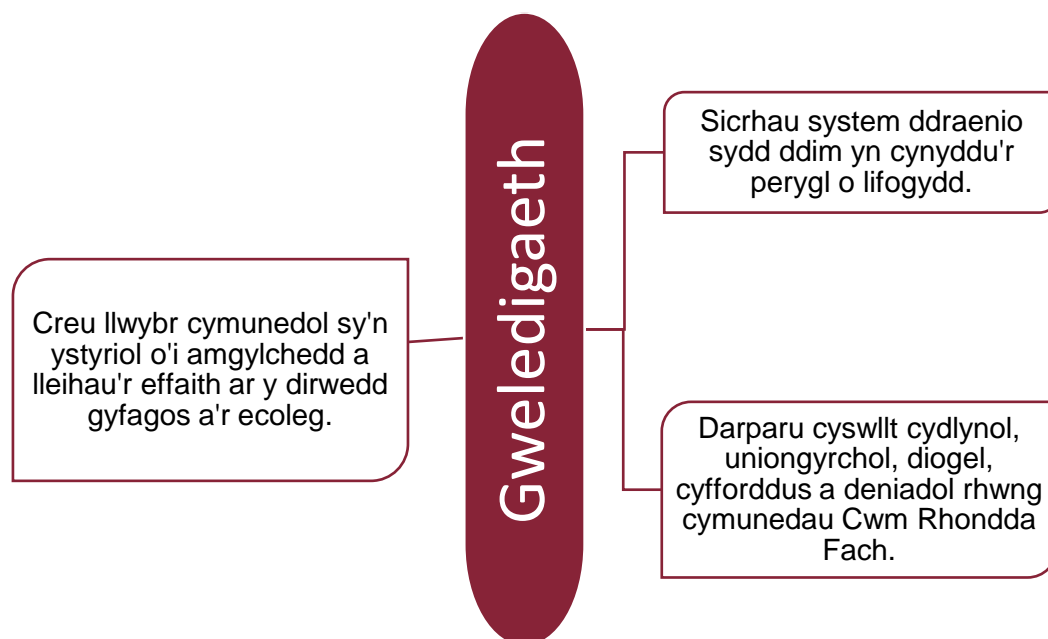 Gweledigaeth
Creu llwybr cymunedol sy'n
ystyriol o'i amgylchedd a
lleihau'r effaith ar y dirwedd
gyfagos a'r ecoleg.
Sicrhau system ddraenio
sydd ddim yn cynyddu'r
perygl o lifogydd.
Darparu cyswllt cydlynol,
uniongyrchol, diogel,
cyfforddus a deniadol rhwng
cymunedau Cwm Rhondda
Fach.